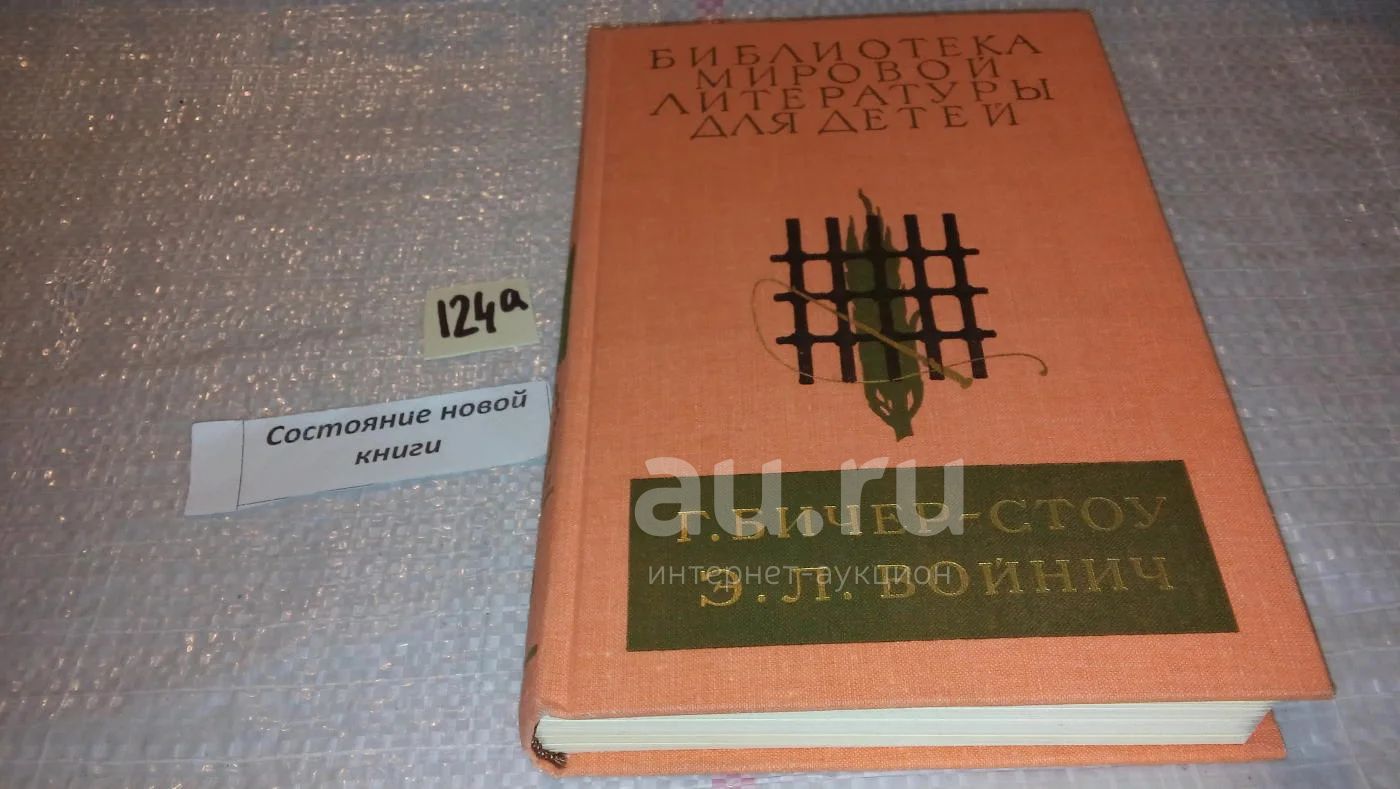 БИБЛИОТЕКА
МИРОВОЙ
ЛИТЕРАТУРЫ
ДЛЯ ДЕТЕЙ
124а
Состояние новой
книги
au.ru
Г. БИЧЕР-СТОУ
интернет-аукцион
Э. Л. ВОЙНИЧ